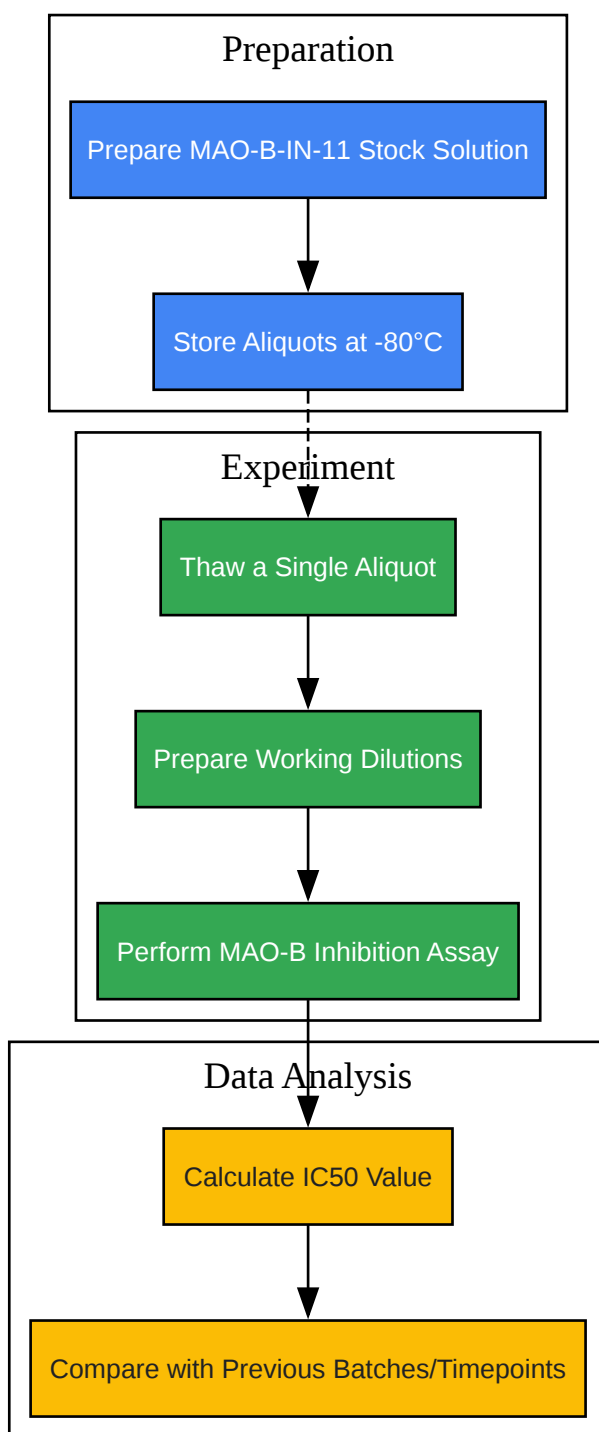 Preparation
Prepare MAO-B-IN-11 Stock Solution
Store Aliquots at -80°C
Experiment
Thaw a Single Aliquot
Prepare Working Dilutions
Perform MAO-B Inhibition Assay
Data Analysis
Calculate IC50 Value
Compare with Previous Batches/Timepoints